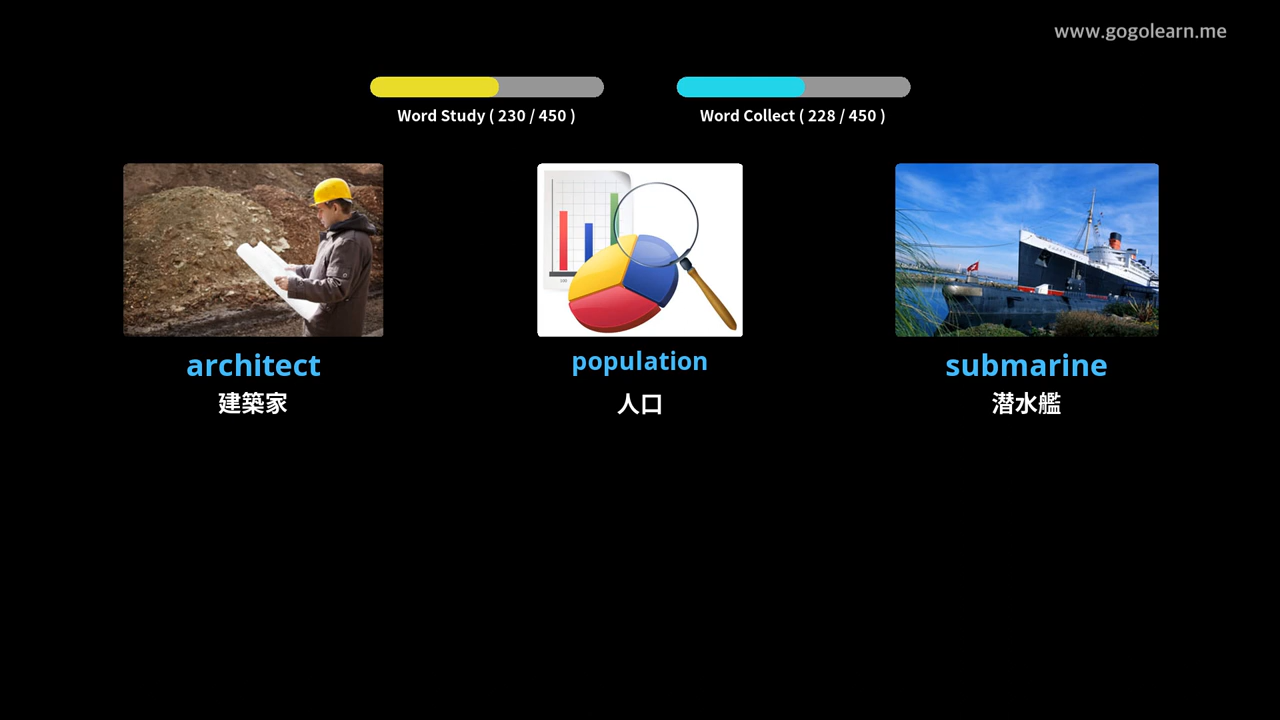 www.gogolearn.me
Word Study ( 230 / 450 )
Word Collect ( 228 / 450 )
100
architect
建築家
population
人口
submarine
潜水艦